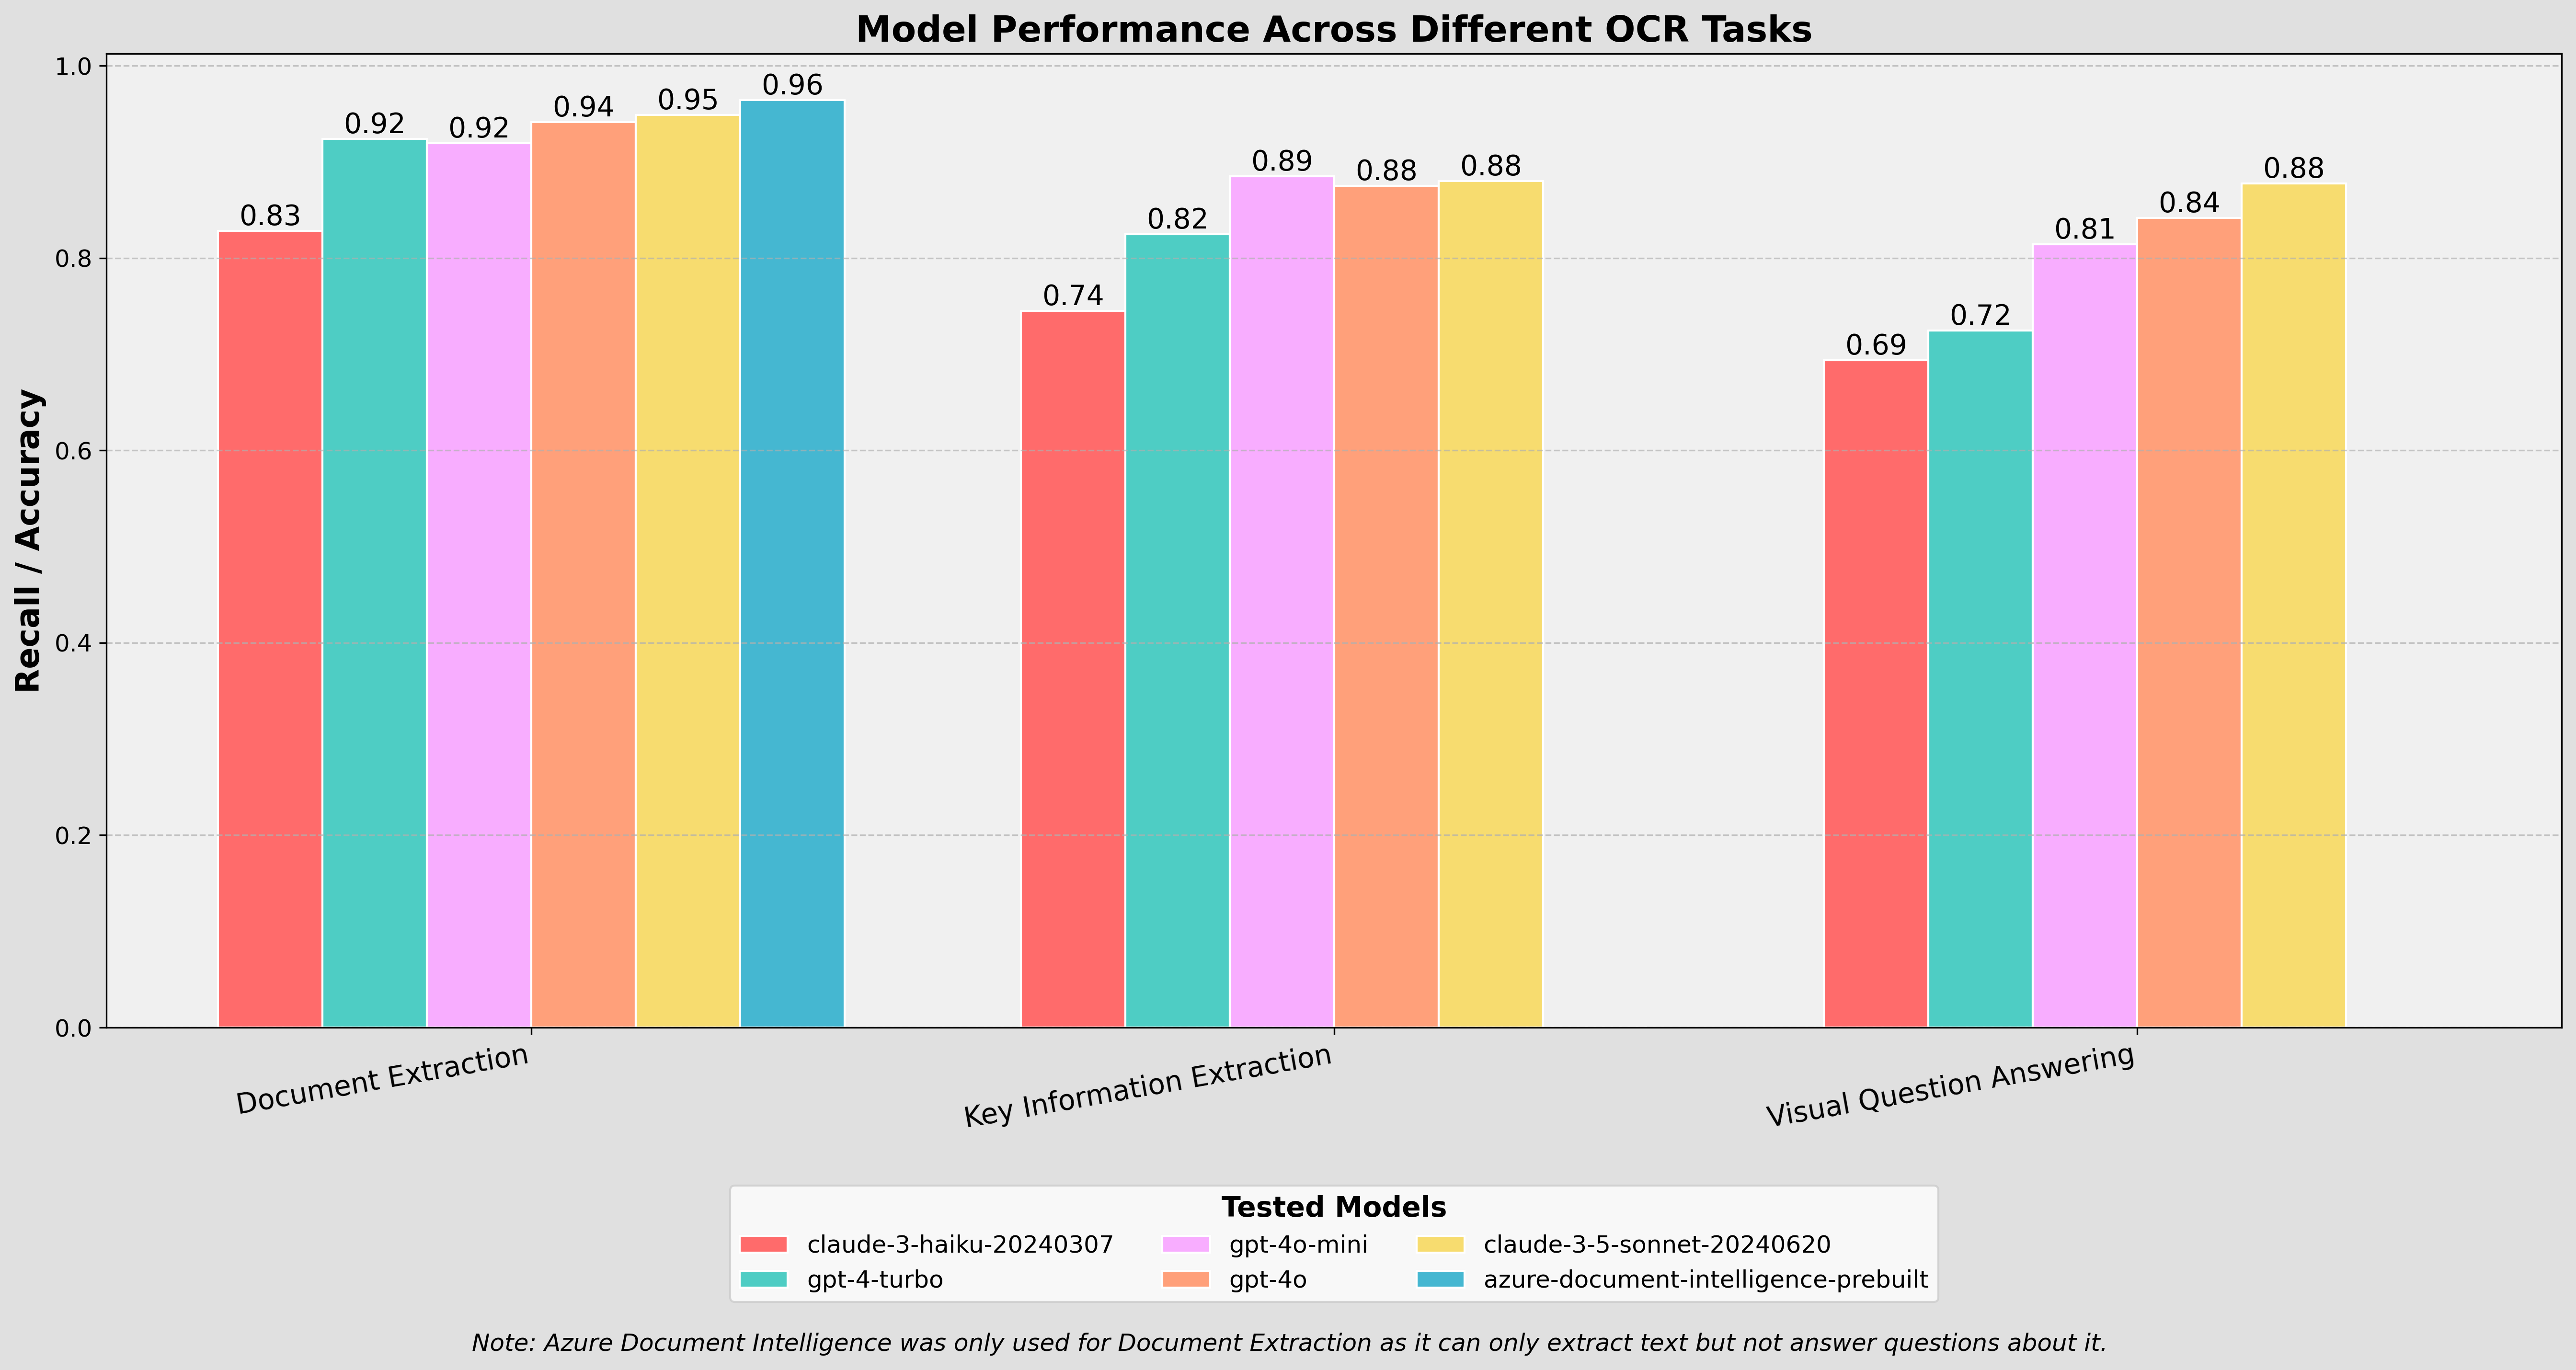 Model Performance Across Different OCR Tasks
Recall / Accuracy
1.0
0.8
0.6
0.4
0.2
0.0
0.83
0.92
0.92
0.94
0.95
0.96
0.74
0.82
0.89
0.88
0.88
0.69
0.72
0.81
0.84
0.88
Document Extraction
Key Information Extraction
Visual Question Answering
Tested Models
claude-3-haiku-20240307
gpt-4-turbo
gpt-4o-mini
gpt-4o
claude-3-5-sonnet-20240620
azure-document-intelligence-prebuilt
Note: Azure Document Intelligence was only used for Document Extraction as it can only extract text but not answer questions about it.